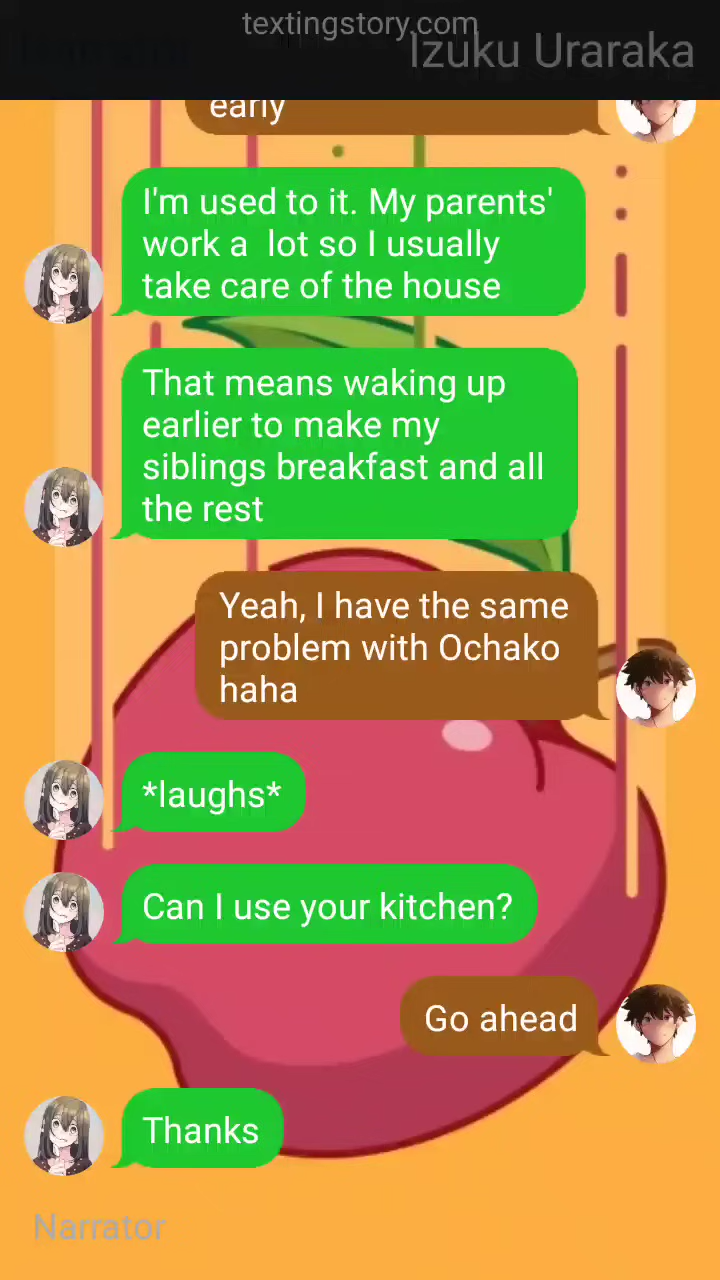 textingstory.com
Izuku Uraraka
early
I'm used to it. My parents'
work a  lot so I usually
take care of the house
That means waking up
earlier to make my
siblings breakfast and all
the rest
Yeah, I have the same
problem with Ochako
haha
*laughs*
Can I use your kitchen?
Go ahead
Thanks
Narrator